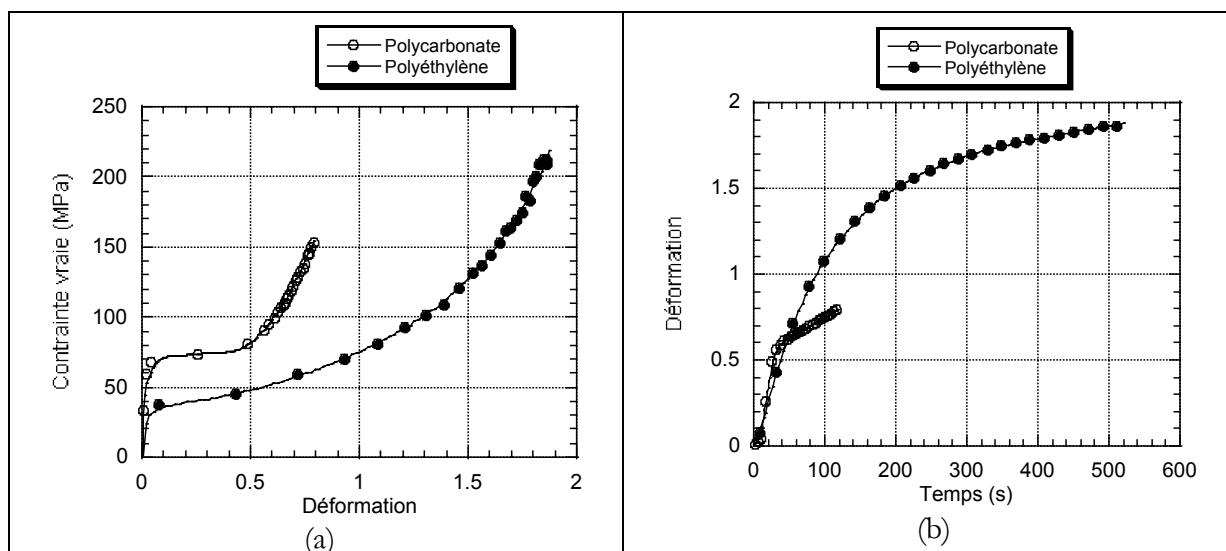 Polycarbonate
Polyéthylène
250
200
150
100
50
0
Contrainte vraie (MPa)
0
0.5
1
1.5
2
Déformation
(a)
Polycarbonate
Polyéthylène
2
1.5
1
0.5
0
Déformation
0
100
200
300
400
500
600
Temps (s)
(b)